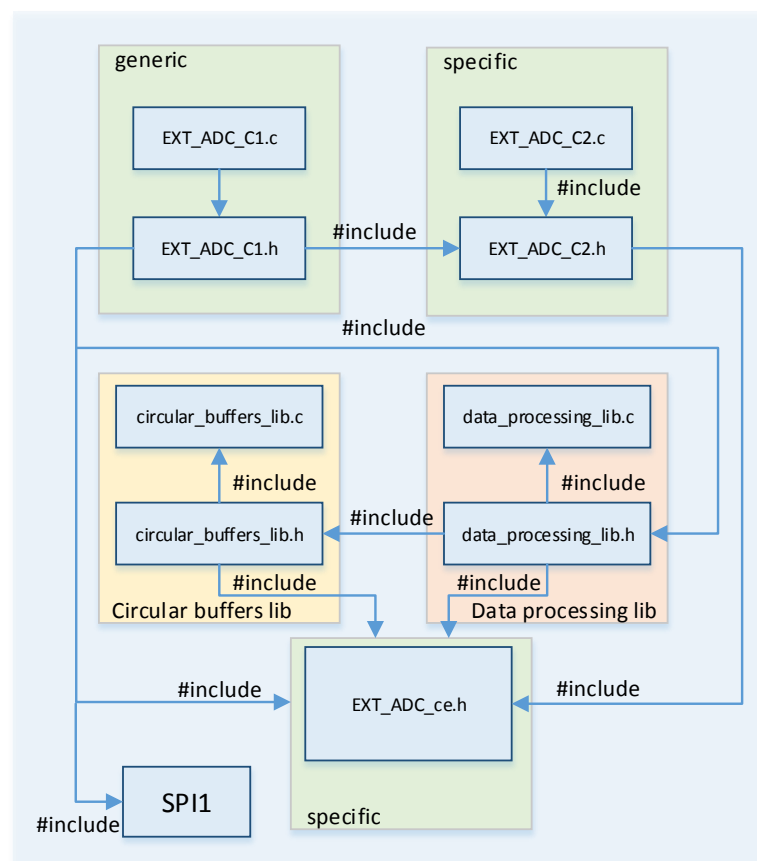 generic
specific
EXT_ADC_C1.c
EXT_ADC_C2.c
#include
EXT_ADC_C1.h
#include
EXT_ADC_C2.h
#include
circular_buffers_lib.c
data_processing_lib.c
#include
#include
circular_buffers_lib.h
#include
data_processing_lib.h
#include
#include
Circular buffers lib
Data processing lib
#include
EXT_ADC_ce.h
#include
SPI1
#include
specific